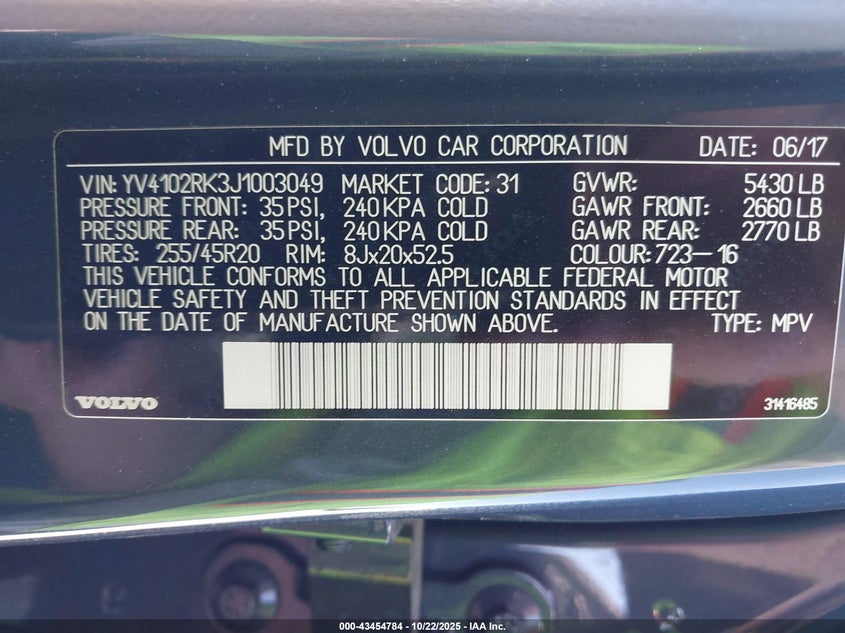 MFD BY VOLVO CAR CORPORATION DATE: 06/17
VIN: YV4102RK3J1003049 MARKET CODE: 31 GVWR: 5430 LB
PRESSURE FRONT: 35 PSI, 240 KPA COLD GAWR FRONT: 2660 LB
PRESSURE REAR: 35 PSI, 240 KPA COLD GAWR REAR: 2770 LB
TIRES: 255/45R20 RIM: 8Jx20x52.5 COLOUR: 723-16
THIS VEHICLE CONFORMS TO ALL APPLICABLE FEDERAL MOTOR
VEHICLE SAFETY AND THEFT PREVENTION STANDARDS IN EFFECT
ON THE DATE OF MANUFACTURE SHOWN ABOVE. TYPE: MPV
VOLVO 31416485
000-43454784 - 10/22/2025 - IAA Inc.